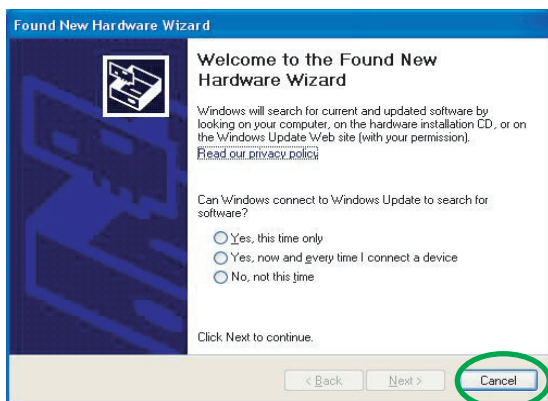 Found New Hardware Wizard
Welcome to the Found New
Hardware Wizard
Windows will search for current and updated software by
looking on your computer, on the hardware installation CD, or on
the Windows Update Web site (with your permission).
Read our privacy policy
Can Windows connect to Windows Update to search for
software?
Yes, this time only
Yes, now and every time I connect a device
No, not this time
Click Next to continue.
< Back
Next >
Cancel